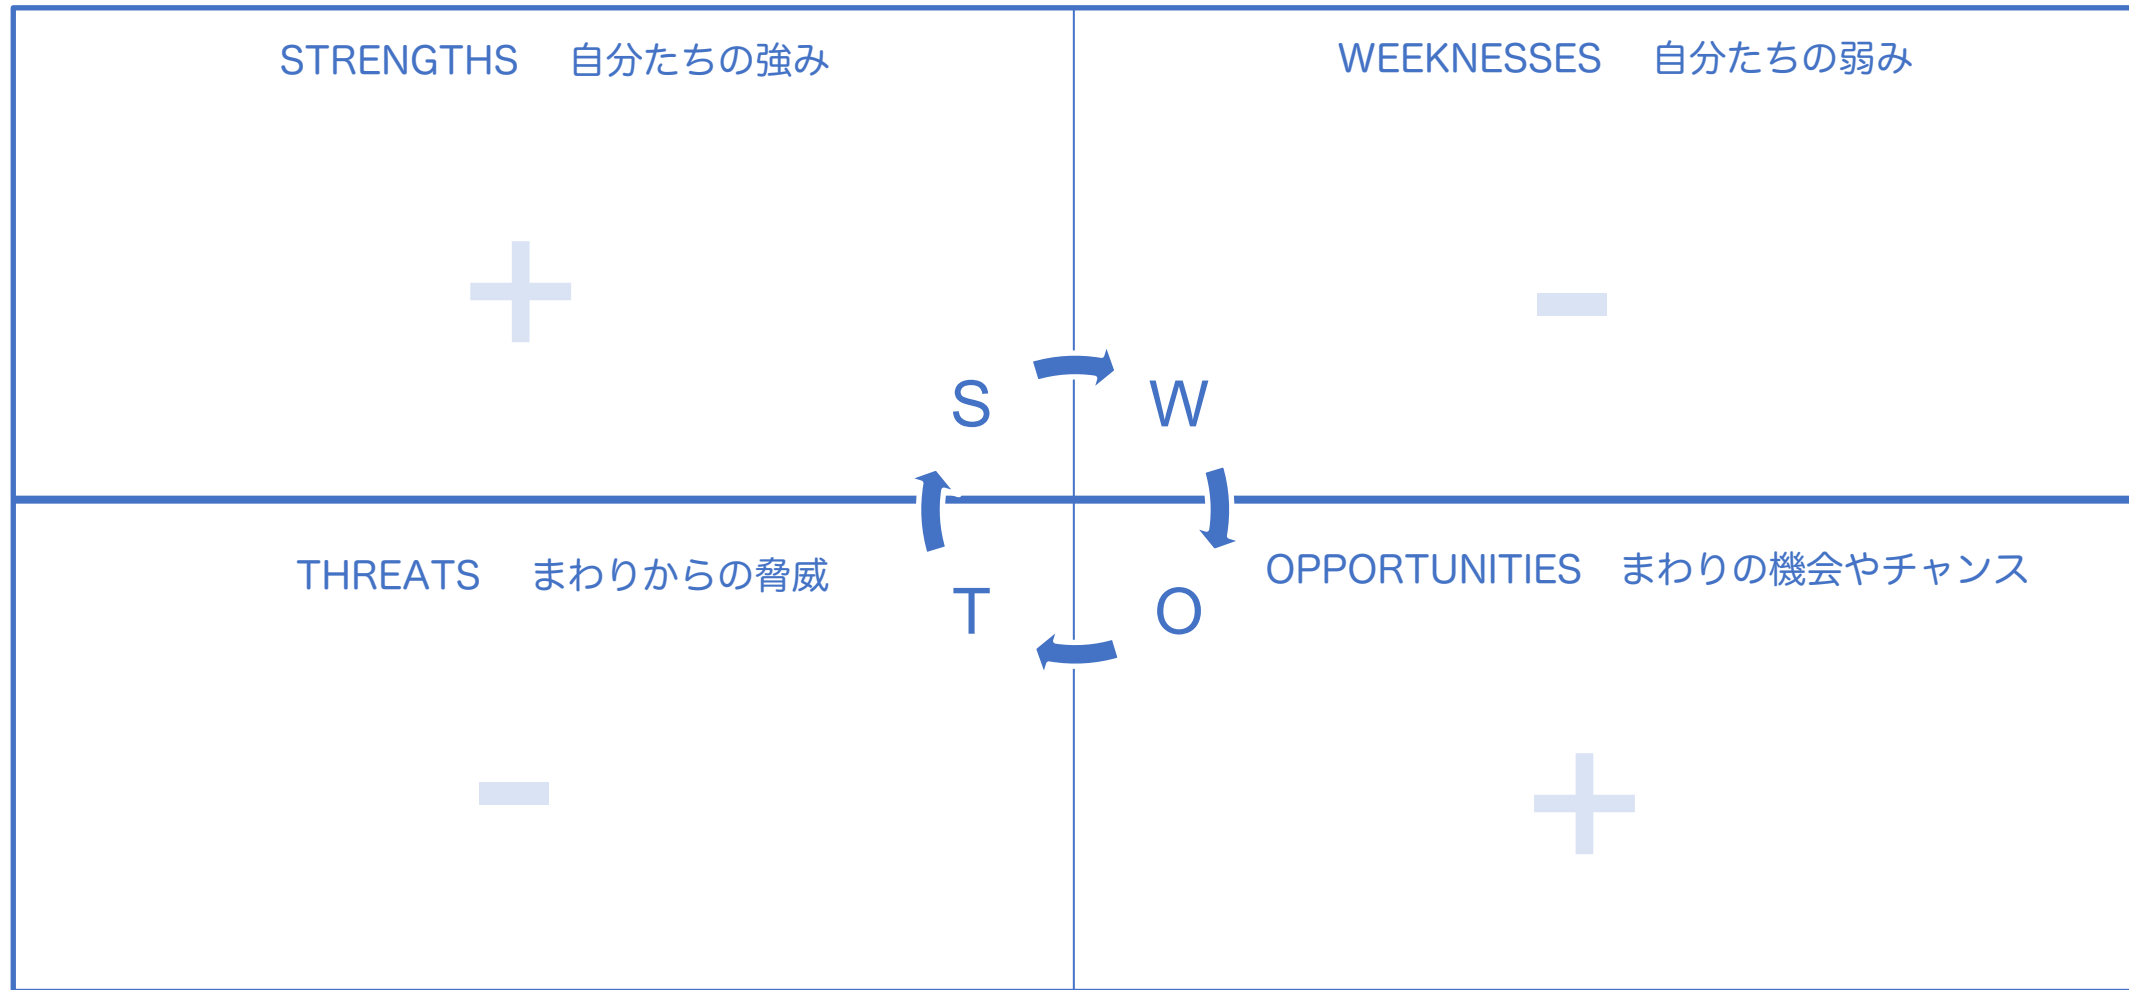 STRENGTHS　自分たちの強み
WEEKNESSES　自分たちの弱み
S
W
THREATS　まわりからの脅威
OPPORTUNITIES　まわりの機会やチャンス
T
O